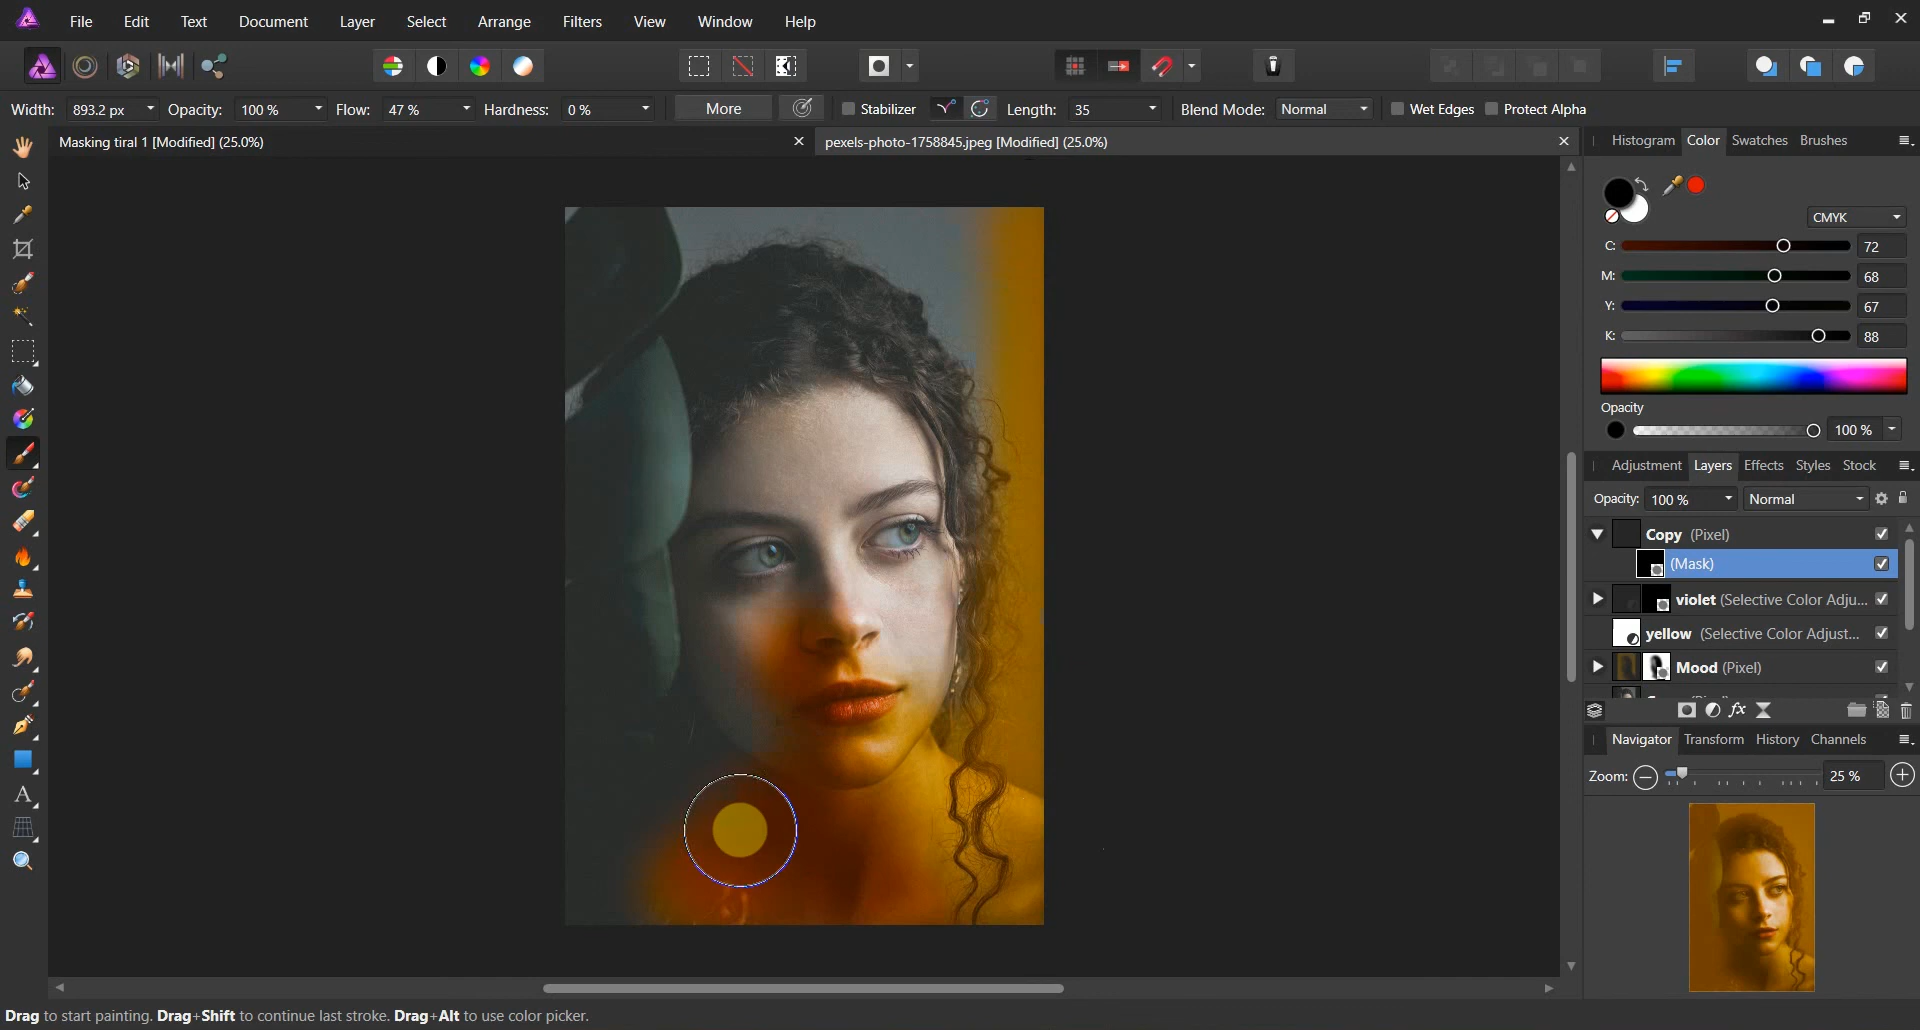 File Edit Text Document Layer Select Arrange Filters View Window Help
Width: 893.2 px Opacity: 100 % Flow: 47 % Hardness: 0 % More Stabilizer Length: 35 Blend Mode: Normal Wet Edges Protect Alpha
Masking tiral 1 [Modified] (25.0%) pexels-photo-1758845.jpeg [Modified] (25.0%)
Histogram Color Swatches Brushes
CMYK
C: 72
M: 68
Y: 67
K: 88
Opacity
100 %
Adjustment Layers Effects Styles Stock
Opacity: 100 % Normal
Copy (Pixel)
(Mask)
violet (Selective Color Adju...
yellow (Selective Color Adjust...
Mood (Pixel)
Navigator Transform History Channels
Zoom: 25 %
Drag to start painting. Drag+Shift to continue last stroke. Drag+Alt to use color picker.